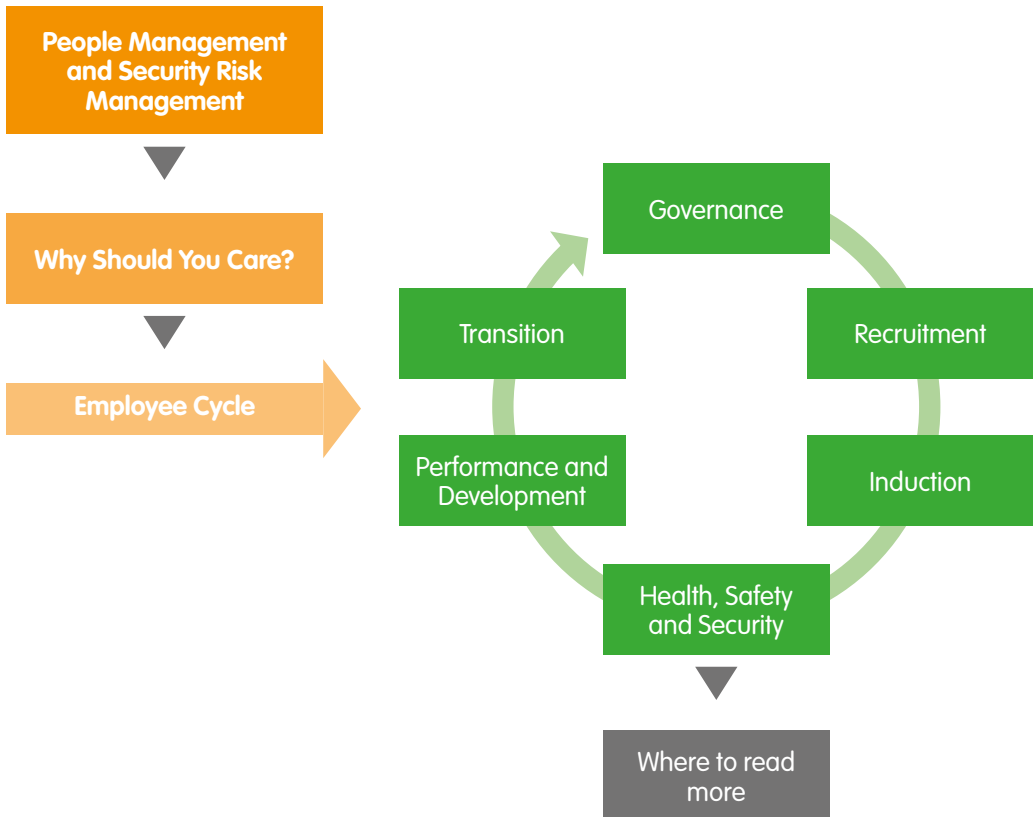 People Management
and Security Risk
Management
Why Should You Care?
Employee Cycle
Governance
Recruitment
Induction
Health, Safety
and Security
Performance and
Development
Transition
Where to read
more